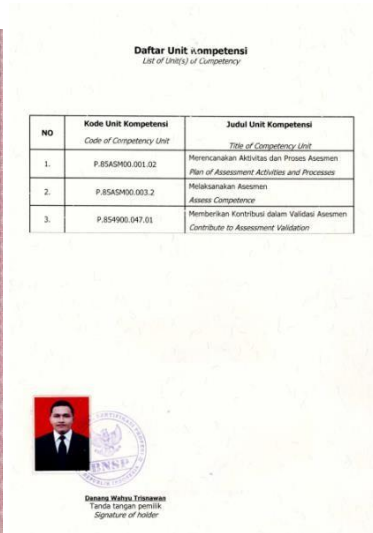 Daftar Unit Kompetensi
List of Unit(s) of Competency
NO
Kode Unit Kompetensi
Code of Competency Unit
Judul Unit Kompetensi
Title of Competency Unit
1.
P.85ASM00.001.02
Merencanakan Aktivitas dan Proses Asesmen
Plan of Assessment Activities and Processes
2.
P.85ASM00.003.2
Melaksanakan Asesmen
Assess Competence
3.
P.854900.047.01
Memberikan Kontribusi dalam Validasi Asesmen
Contribute to Assessment Validation
BNSP
Danang Wahyu Trisnawan
Tanda tangan pemilik
Signature of holder